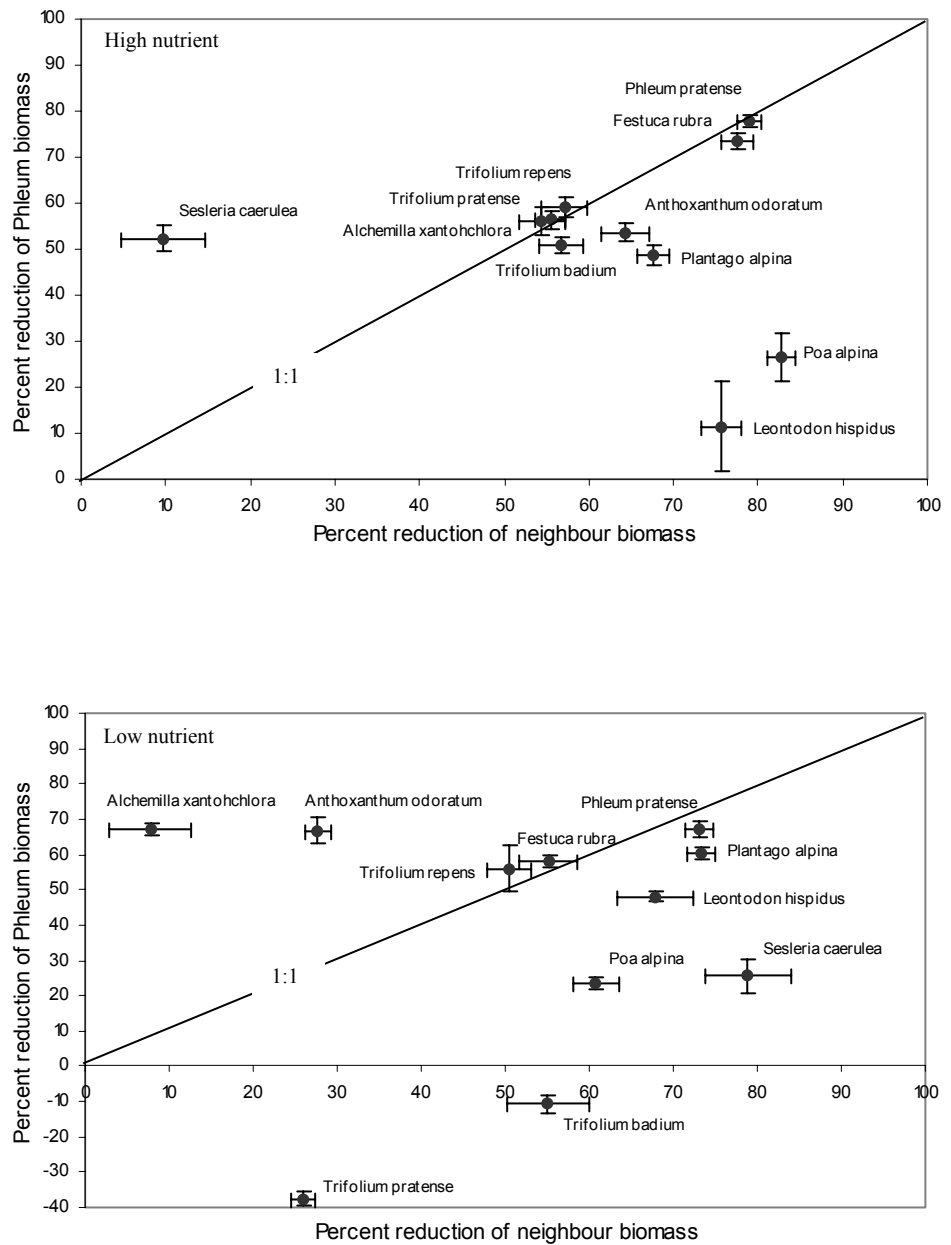 High nutrient
Percent reduction of Phleum biomass
100
90
80
70
60
50
40
30
20
10
0
Phleum pratense
Festuca rubra
Trifolium repens
Trifolium pratense
Anthoxanthum odoratum
Sesleria caerulea
Alchemilla xantohchlora
Plantago alpina
Trifolium badium
Poa alpina
1:1
Leontodon hispidus
0 10 20 30 40 50 60 70 80 90 100
Percent reduction of neighbour biomass
Low nutrient
Percent reduction of Phleum biomass
100
90
80
70
60
50
40
30
20
10
0
-10
-20
-30
-40
Alchemilla xantohchlora
Anthoxanthum odoratum
Phleum pratense
Festuca rubra
Plantago alpina
Trifolium repens
Leontodon hispidus
Poa alpina
Sesleria caerulea
1:1
0 10 20 30 40 50 60 70 80 90 100
Trifolium badium
Trifolium pratense
Percent reduction of neighbour biomass